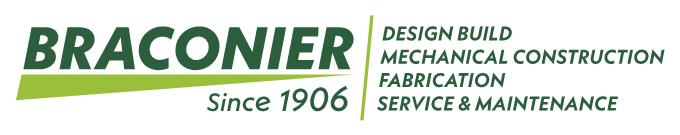 BRACONIER
Since 1906
DESIGN BUILD
MECHANICAL CONSTRUCTION
FABRICATION
SERVICE & MAINTENANCE